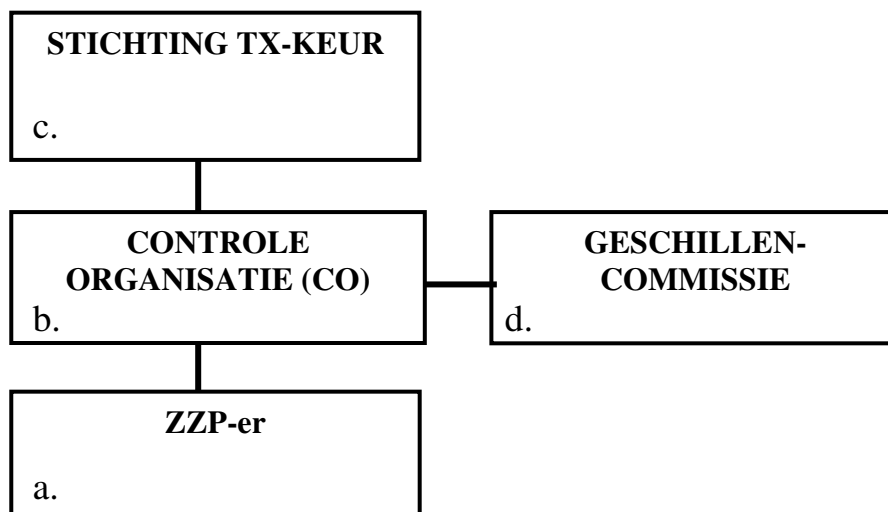 STICHTING TX-KEUR
c.
CONTROLE
ORGANISATIE (CO)
b.
GESCHILLEN-
COMMISSIE
d.
ZZP-er
a.